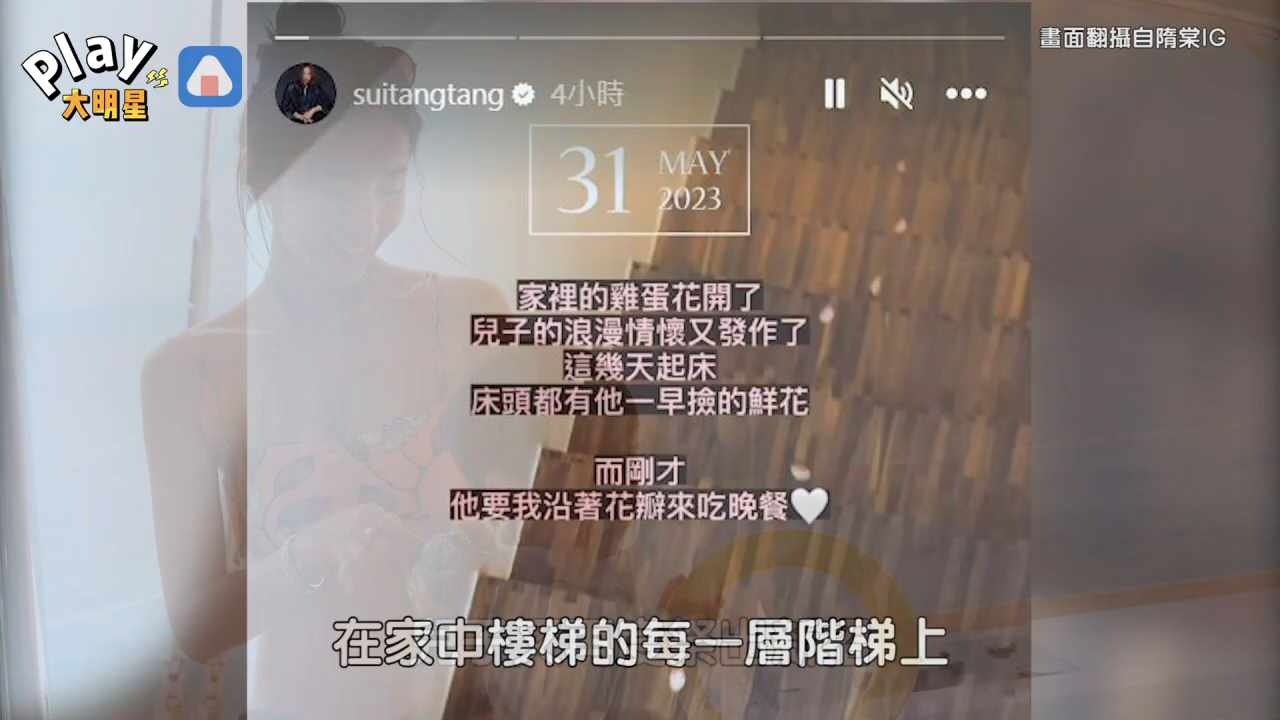 Play
大明星
畫面翻攝自隋棠IG
suitangtang 4小時
31 MAY 2023
家裡的雞蛋花開了
兒子的浪漫情懷又發作了
這幾天起床
床頭都有他一早撿的鮮花
而剛才
他要我沿著花瓣來吃晚餐
在家中樓梯的每一層階梯上